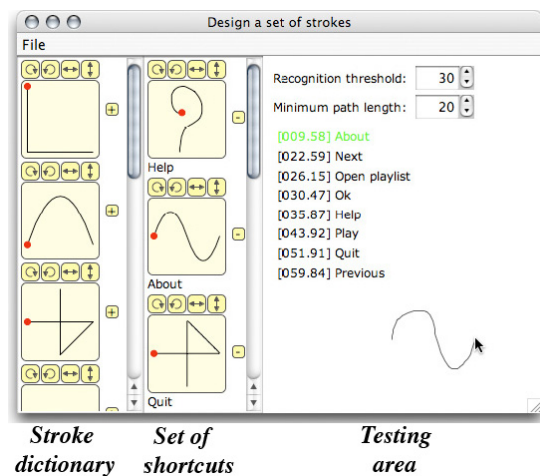 Design a set of strokes
File
Help
About
Quit
Recognition threshold: 30
Minimum path length: 20
[009.58] About
[022.59] Next
[026.15] Open playlist
[030.47] Ok
[035.87] Help
[043.92] Play
[051.91] Quit
[059.84] Previous
Stroke
dictionary
Set of
shortcuts
Testing
area